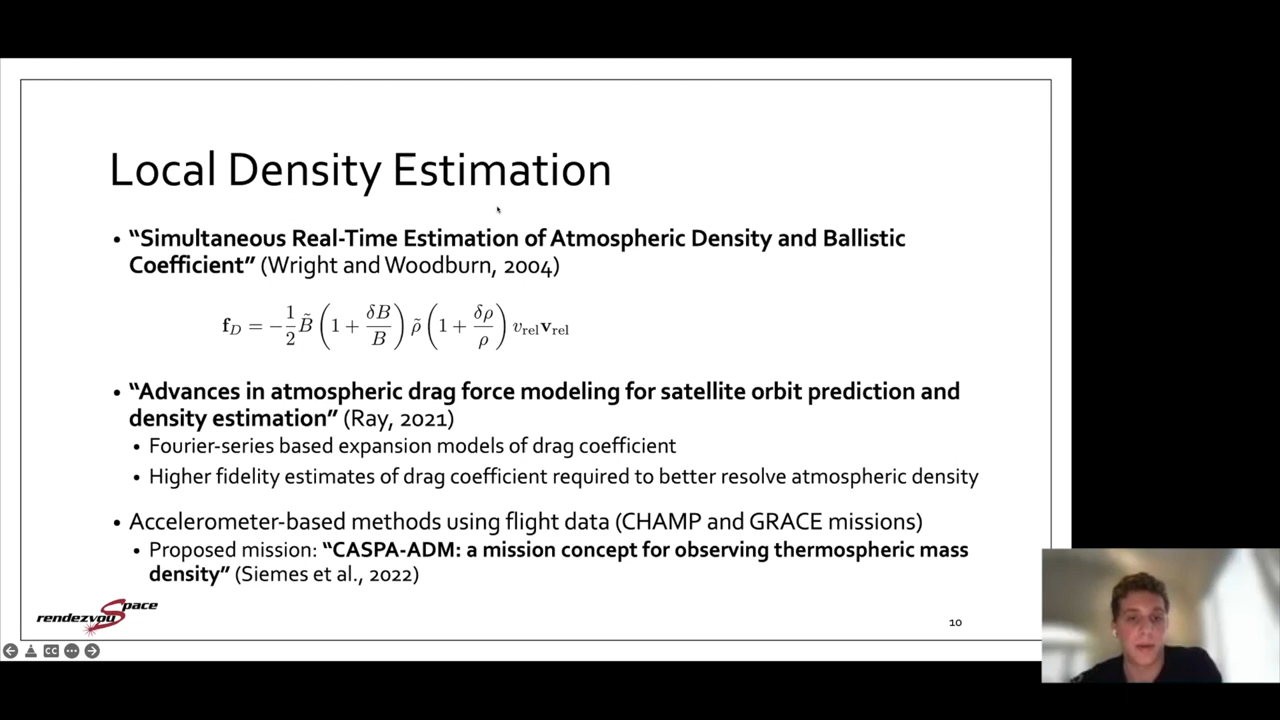 Local Density Estimation
• “Simultaneous Real-Time Estimation of Atmospheric Density and Ballistic
Coefficient” (Wright and Woodburn, 2004)
f_D = −1/2 B̃ (1 + δB/B) ρ̃ (1 + δρ/ρ) v_rel v_rel
• “Advances in atmospheric drag force modeling for satellite orbit prediction and
density estimation” (Ray, 2021)
• Fourier-series based expansion models of drag coefficient
• Higher fidelity estimates of drag coefficient required to better resolve atmospheric density
• Accelerometer-based methods using flight data (CHAMP and GRACE missions)
• Proposed mission: “CASPA-ADM: a mission concept for observing thermospheric mass
density” (Siemes et al., 2022)
rendezvouSpace
10
CC